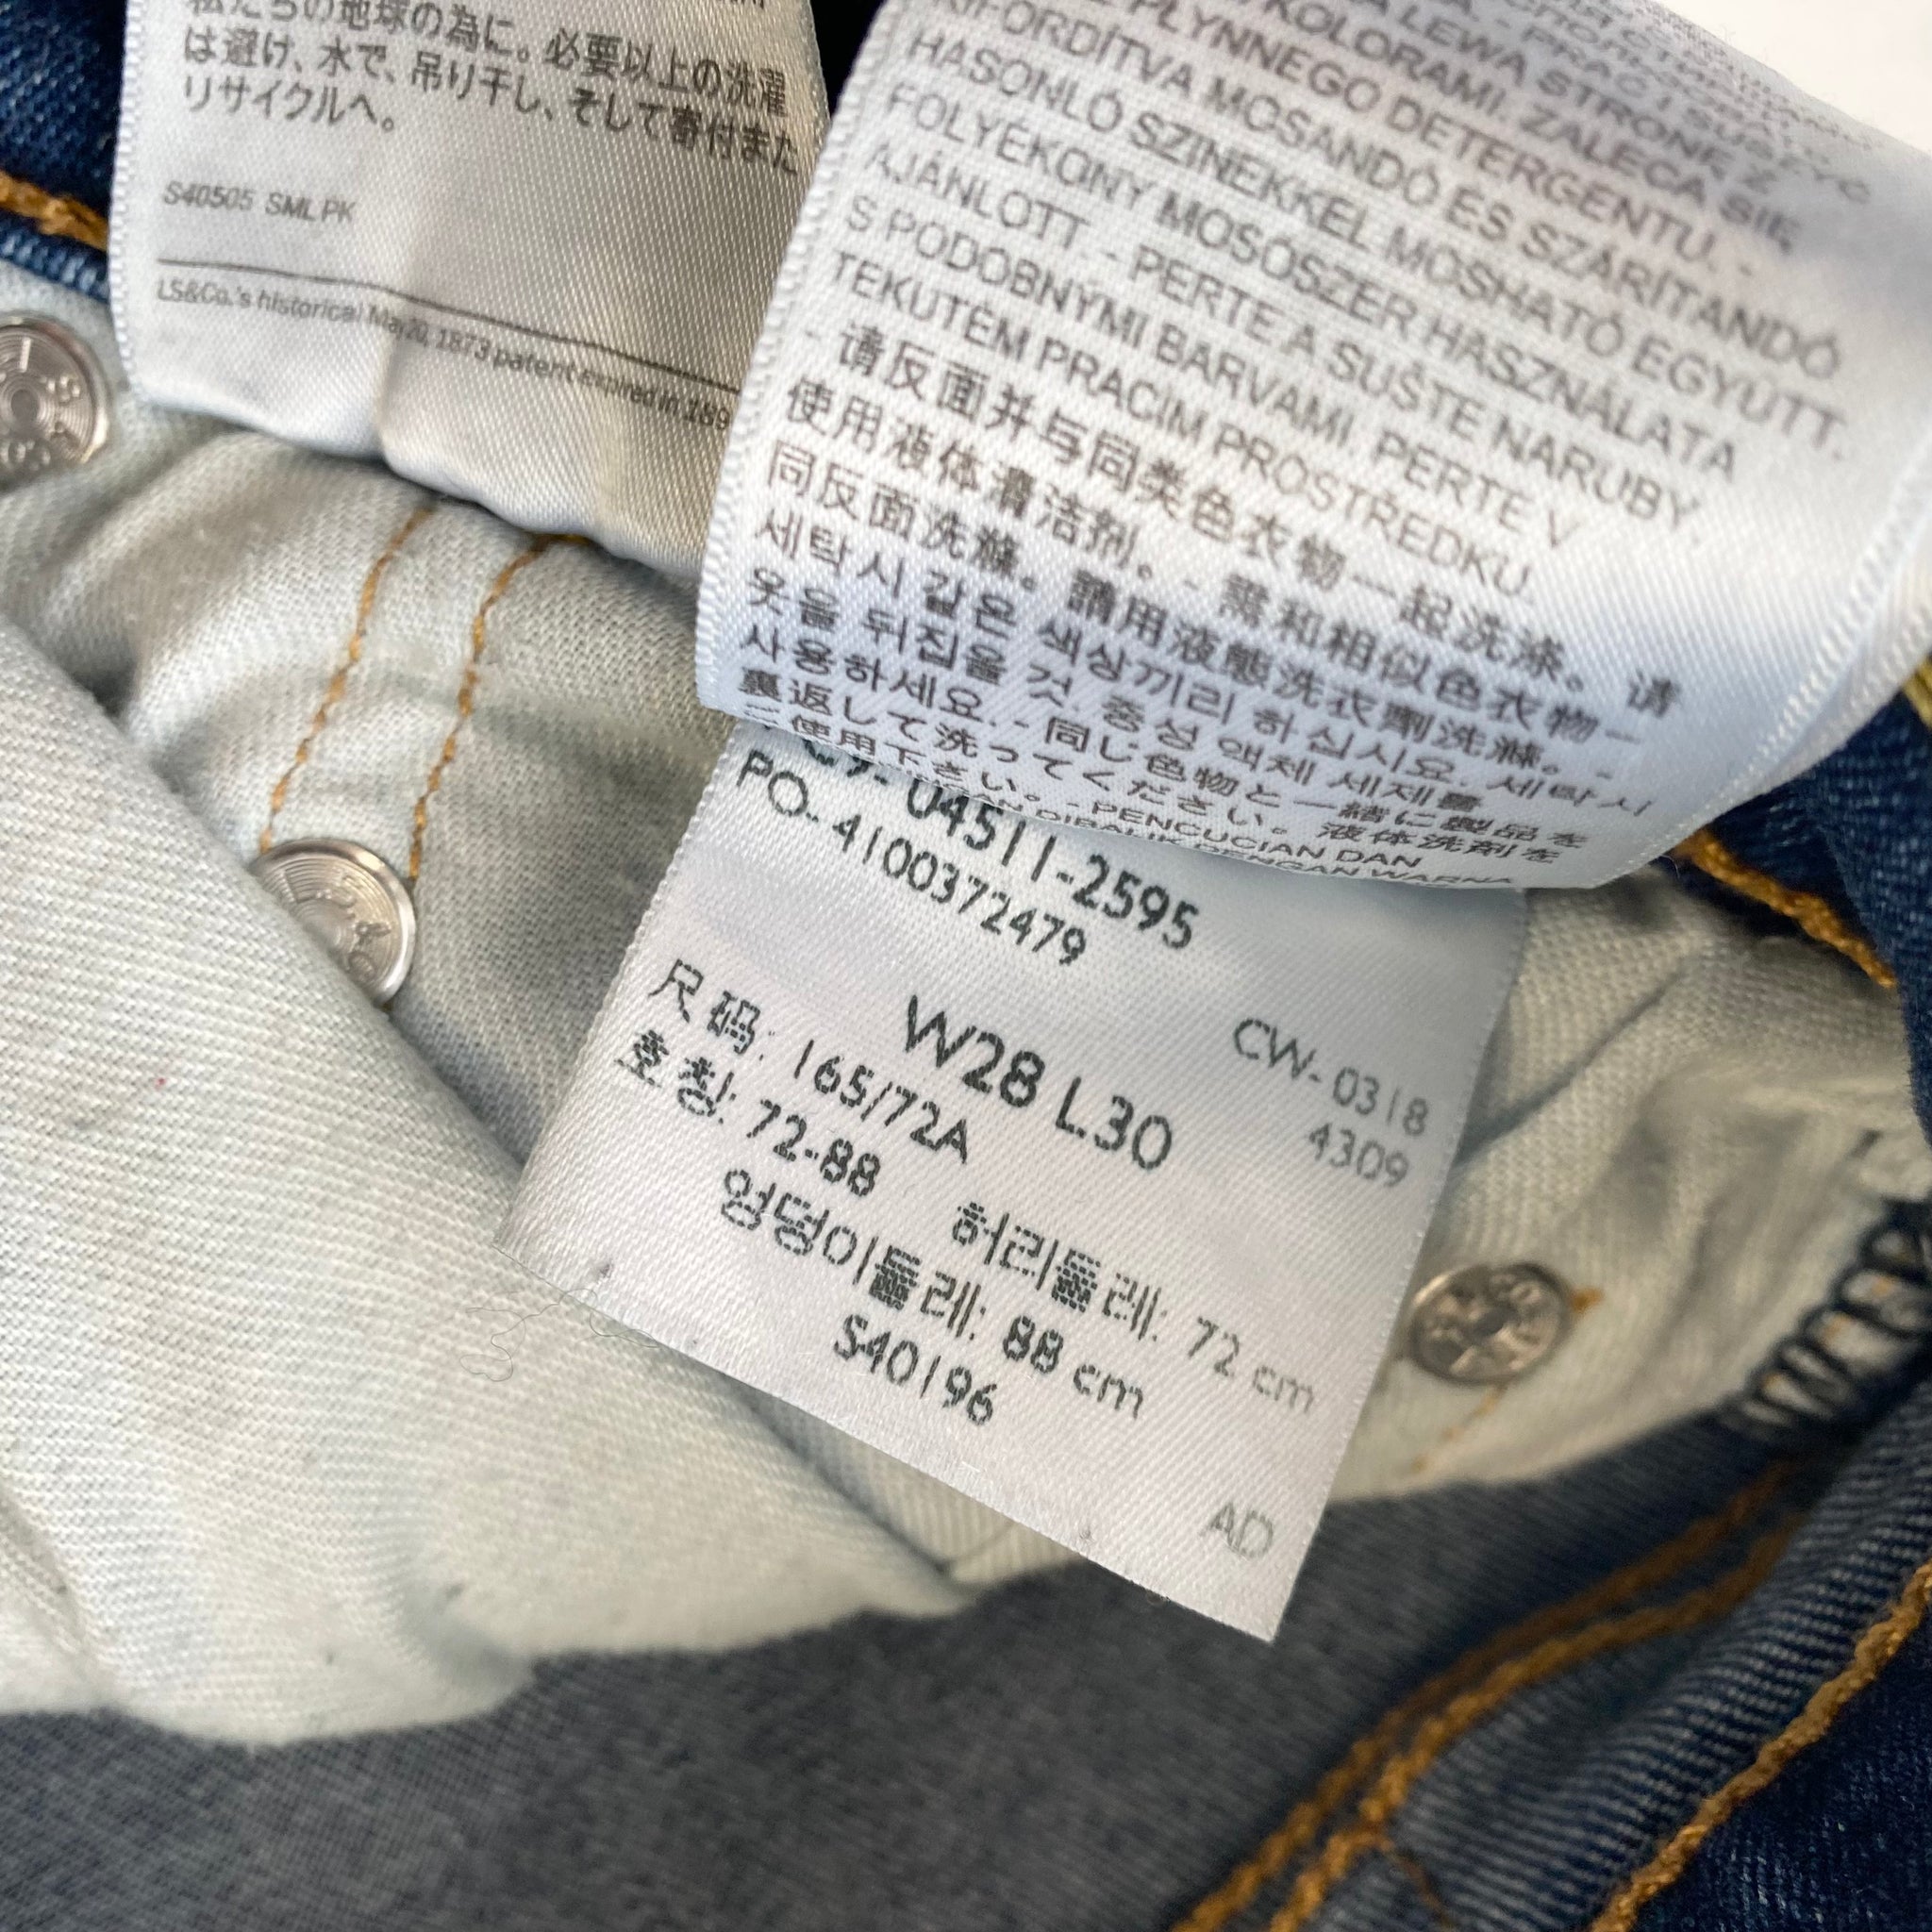 私たちの地球の為に。必要以上の洗濯
は避け、水で、吊り干し、そして寄付また
リサイクルへ。
S40505 SML PK
LS&Co.'s historical May 20, 1873 patent expired in 189
LEWA STRONE Z
KOLORAMI. ZALECA SIĘ
PŁYNNEGO DETERGENTU. -
KIFORDÍTVA MOSANDÓ ÉS SZÁRÍTANDÓ
HASONLÓ SZINEKKEL MOSHATÓ EGYÜTT.
FOLYÉKONY MOSÓSZER HASZNÁLATA
AJÁNLOTT. - PERTE A SUŠTE NARUBY
S PODOBNÝMI BARVAMI. PERTE V
TEKUTÉM PRACÍM PROSTŘEDKU.
- 请反面并与同类色衣物一起洗涤。请
使用液体清洁剂。- 需和相似色衣物一
同反面洗滌。請用液態洗衣劑洗滌。-
세탁시 같은 색상끼리 하십시요. 세탁시
옷을 뒤집을 것. 중성 액체 세제를
사용하세요. - 同じ色物と一緒に製品を
裏返して洗ってください。液体洗剤を
ご使用下さい。- PENCUCIAN DAN
DIBALIK DENGAN WARNA
04511-2595
PO- 4100372479
W28 L30
CW- 0318
4309
尺码: 165/72A
호칭: 72-88
허리둘레: 72 cm
엉덩이둘레: 88 cm
S40196
AD